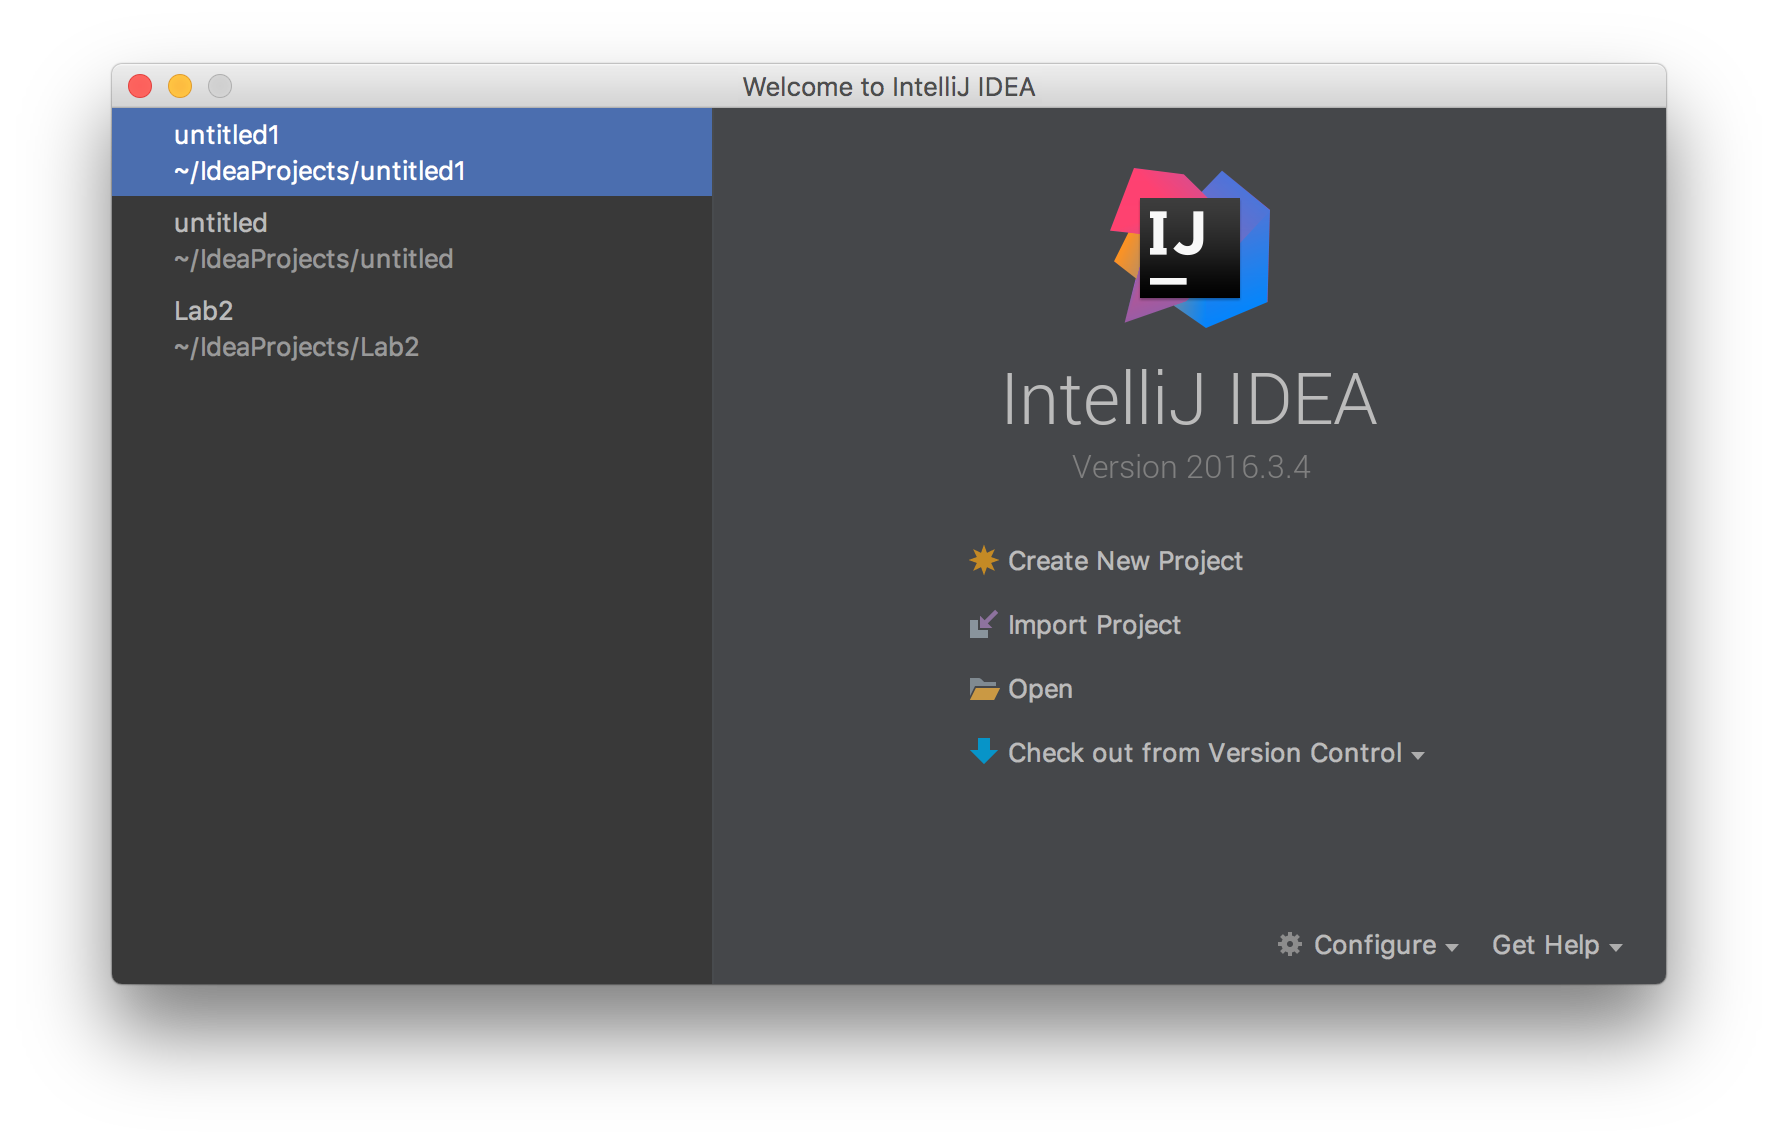 Welcome to IntelliJ IDEA
untitled1
~/IdeaProjects/untitled1
untitled
~/IdeaProjects/untitled
Lab2
~/IdeaProjects/Lab2
IJ
IntelliJ IDEA
Version 2016.3.4
Create New Project
Import Project
Open
Check out from Version Control
Configure
Get Help